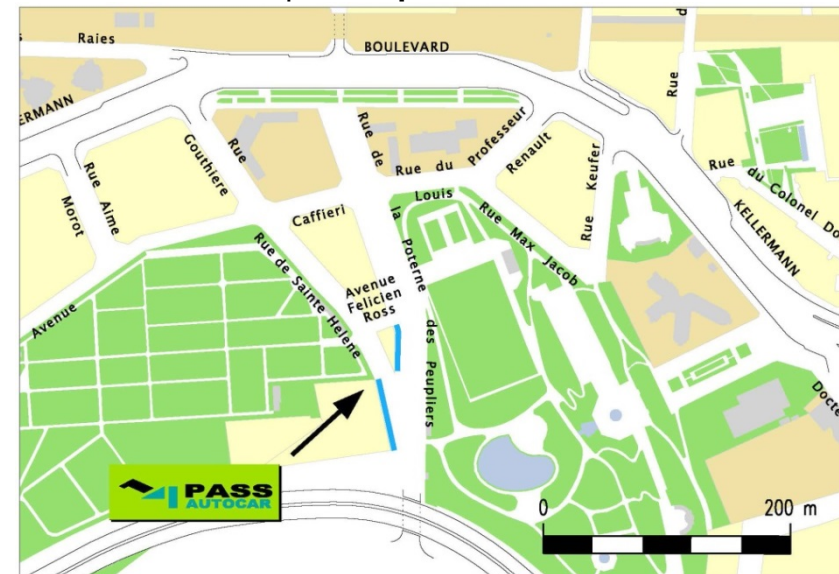 Raies
BOULEVARD
ERMANN
Rue
Gouthiere
Rue
Rue de
Rue du Professeur
Renault
Rue Keufer
Rue
du Colonel Do
KELLERMANN
Morot
Rue Aime
Caffieri
Louis
Rue Max Jacob
la Poterne des Peupliers
Rue de Sainte Helene
Avenue
Felicien
Ross
Avenue
Docte
PASS
AUTOCAR
0 200 m